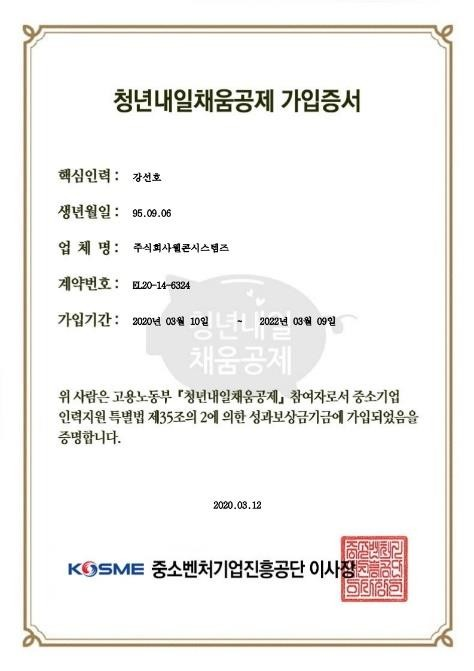 청년내일채움공제 가입증서
핵심인력 : 강선호
생년월일 : 95.09.06
업 체 명 : 주식회사월콘시스템즈
계약번호 : EL20-14-6324
가입기간 : 2020년 03월 10일 ~ 2022년 03월 09일
청년내일
채움공제
위 사람은 고용노동부 『청년내일채움공제』 참여자로서 중소기업
인력지원 특별법 제35조의 2에 의한 성과보상금기금에 가입되었음을
증명합니다.
2020.03.12
KOSME 중소벤처기업진흥공단 이사장